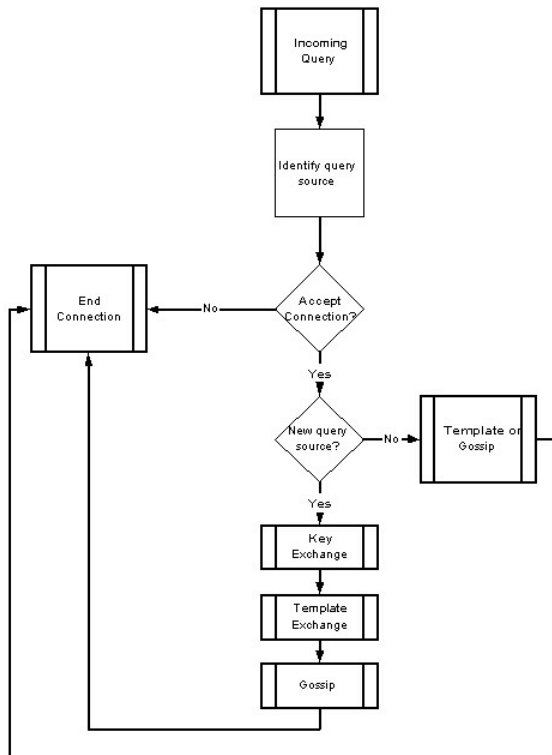 Incoming
Query
Identify query
source
Accept
Connection?
No
End
Connection
Yes
New query
source?
No
Template or
Gossip
Yes
Key
Exchange
Template
Exchange
Gossip